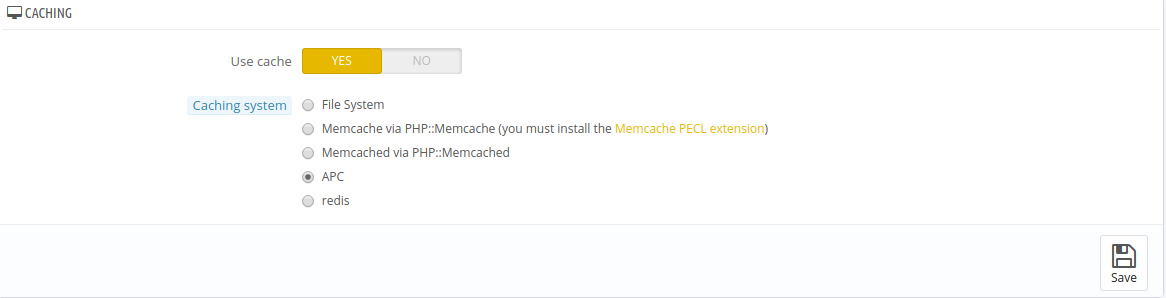 CACHING
Use cache YES NO
Caching system File System
Memcache via PHP::Memcache (you must install the Memcache PECL extension)
Memcached via PHP::Memcached
APC
redis
Save